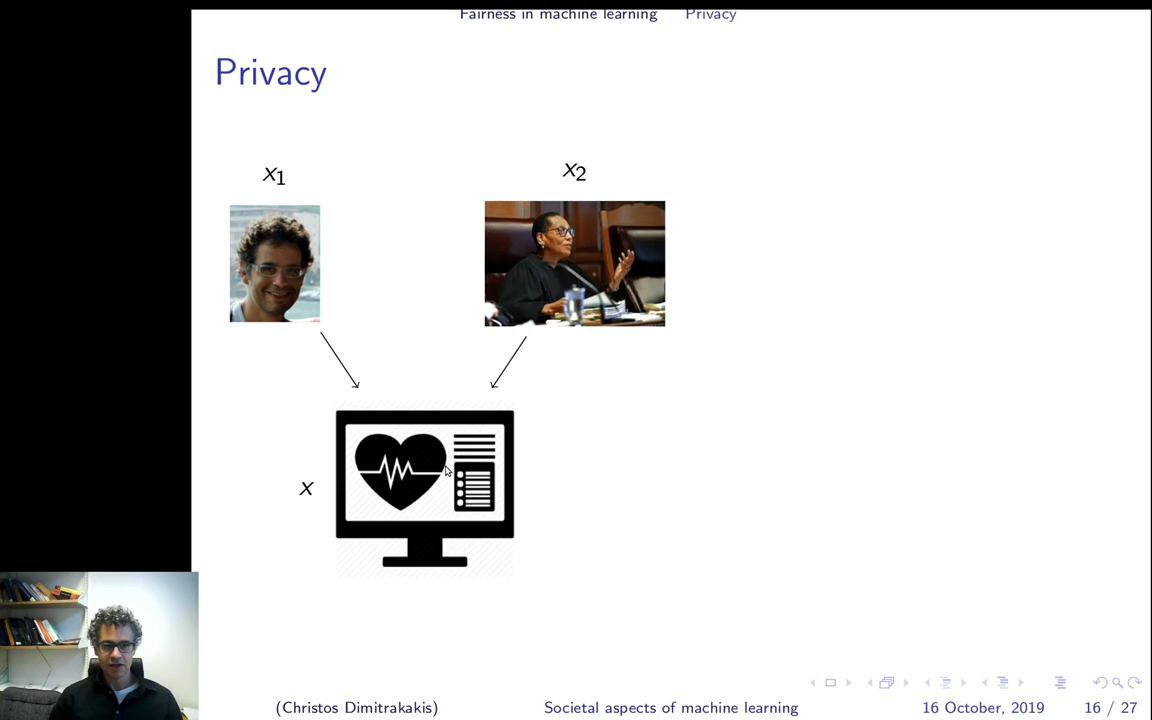 Fairness in machine learning Privacy
Privacy
x1 x2
x
(Christos Dimitrakakis) Societal aspects of machine learning 16 October, 2019 16 / 27